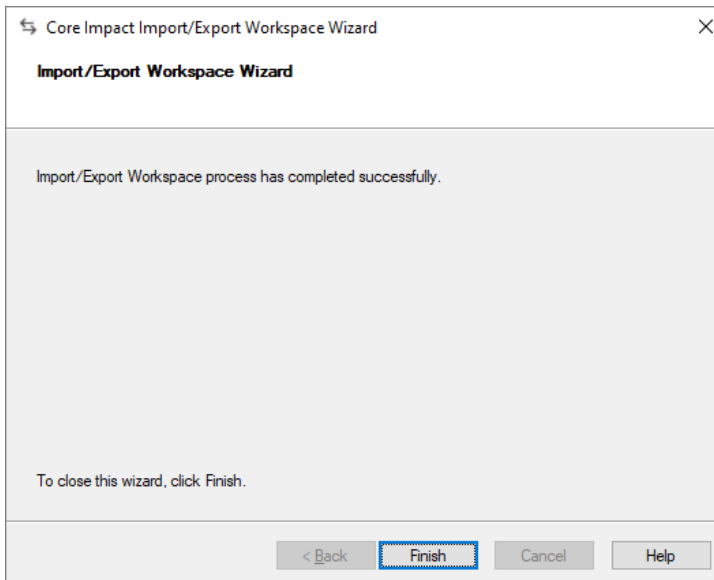 Core Impact Import/Export Workspace Wizard
Import/Export Workspace Wizard
Import/Export Workspace process has completed successfully.
To close this wizard, click Finish.
< Back
Finish
Cancel
Help